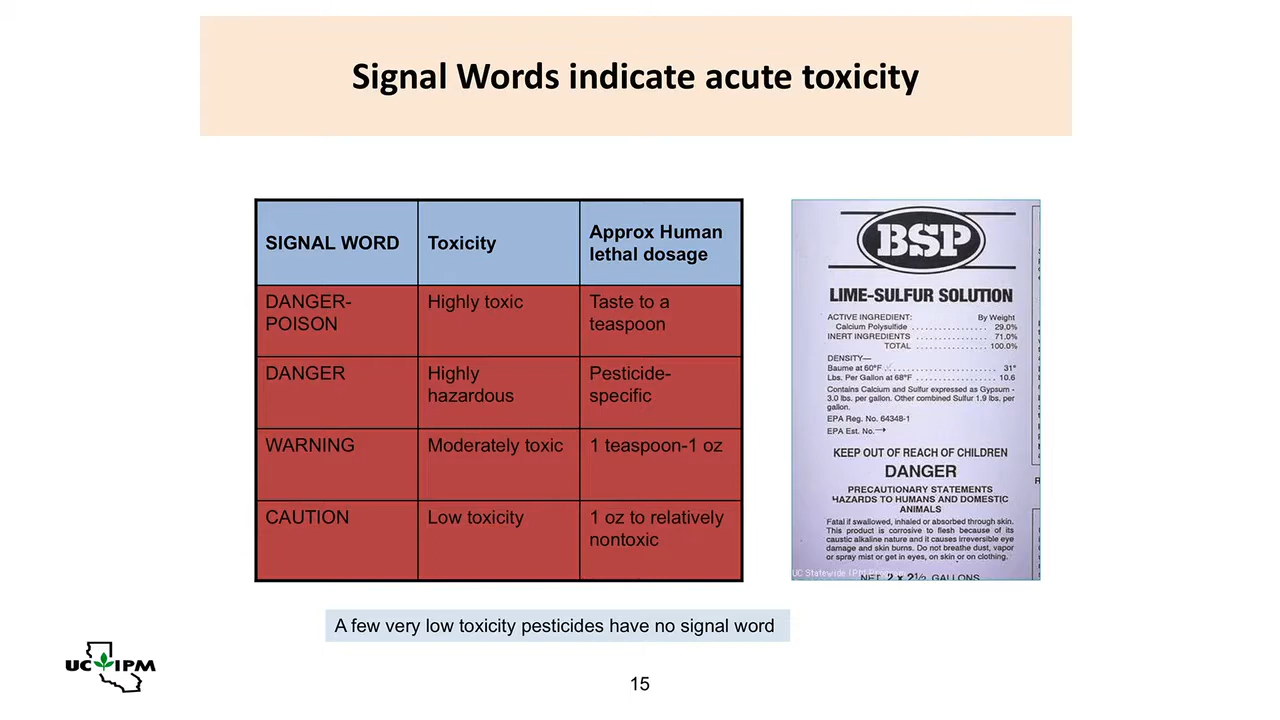 Signal Words indicate acute toxicity
SIGNAL WORD
Toxicity
Approx Human
lethal dosage
DANGER-
POISON
Highly toxic
Taste to a
teaspoon
DANGER
Highly
hazardous
Pesticide-
specific
WARNING
Moderately toxic
1 teaspoon-1 oz
CAUTION
Low toxicity
1 oz to relatively
nontoxic
BSP
LIME-SULFUR SOLUTION
ACTIVE INGREDIENT: By Weight
Calcium Polysulfide . . . . . . . . . . . . . . . . . 29.0%
INERT INGREDIENTS . . . . . . . . . . . . . . . 71.0%
TOTAL . . . . . . . . . . . . . . . . 100.0%
DENSITY—
Baume at 60°F . . . . . . . . . . . . . . . . . . . . . . . . 31°
Lbs. Per Gallon at 68°F . . . . . . . . . . . . . . . . . . 10.6
Contains Calcium and Sulfur expressed as Gypsum -
3.0 lbs. per gallon. Other combined Sulfur 1.9 lbs. per
gallon.
EPA Reg. No. 64348-1
EPA Est. No.→
KEEP OUT OF REACH OF CHILDREN
DANGER
PRECAUTIONARY STATEMENTS
HAZARDS TO HUMANS AND DOMESTIC
ANIMALS
Fatal if swallowed, inhaled or absorbed through skin.
This product is corrosive to flesh because of its
caustic alkaline nature and it causes irreversible eye
damage and skin burns. Do not breathe dust, vapor
or spray mist or get in eyes, on skin or on clothing.
UC Statewide IPM Program
NET 2 x 2½ GALLONS
A few very low toxicity pesticides have no signal word
UC IPM
15